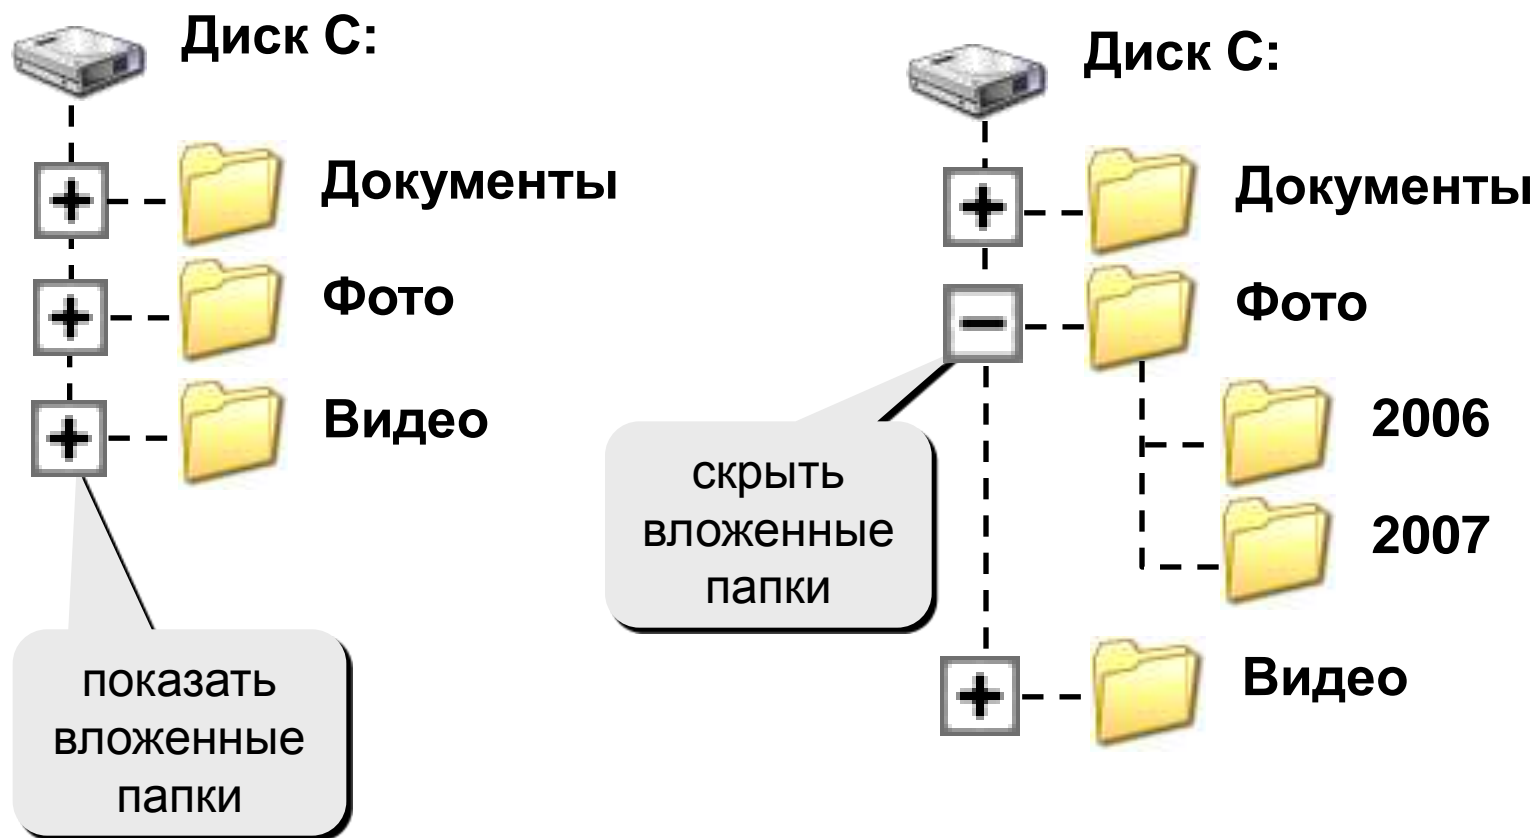 Диск C:
Документы
Фото
Видео
показать
вложенные
папки
Диск C:
Документы
Фото
2006
2007
Видео
скрыть
вложенные
папки